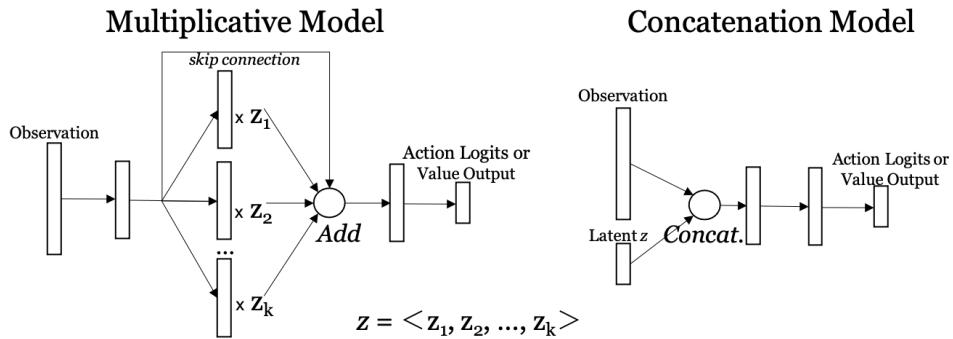 Multiplicative Model
skip connection
Observation
x z₁
x z₂
...
x zₖ
Add
Action Logits or
Value Output
z = <z₁, z₂, ..., zₖ>
Concatenation Model
Observation
Latent z
Concat.
Action Logits or
Value Output